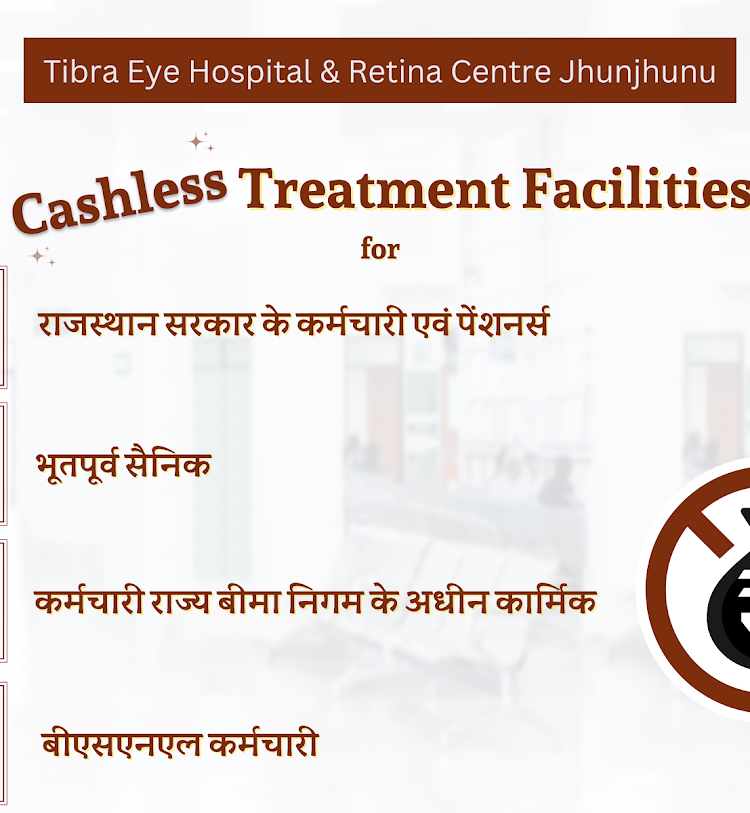 Tibra Eye Hospital & Retina Centre Jhunjhunu
Cashless Treatment Facilities
for
राजस्थान सरकार के कर्मचारी एवं पेंशनर्स
भूतपूर्व सैनिक
कर्मचारी राज्य बीमा निगम के अधीन कार्मिक
बीएसएनएल कर्मचारी